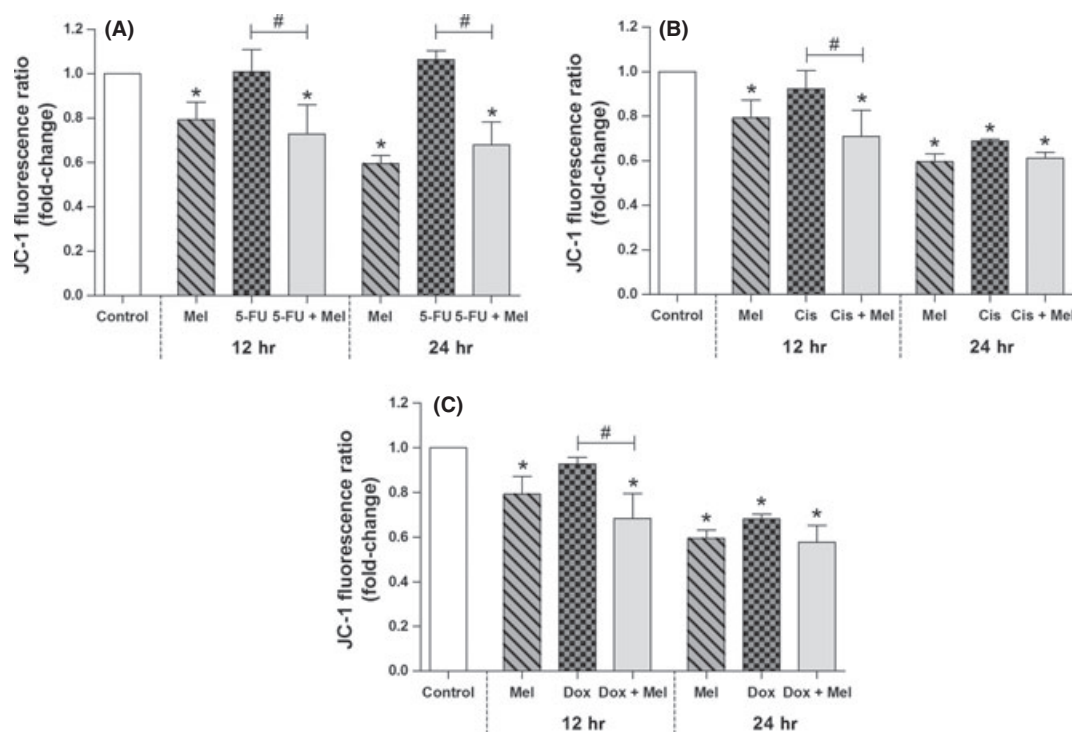 (A)
JC-1 fluorescence ratio
(fold-change)
1.2
1.0
0.8
0.6
0.4
0.2
0.0
#
#
*
*
*
*
Control
Mel
5-FU
5-FU + Mel
Mel
5-FU
5-FU + Mel
12 hr
24 hr
(B)
JC-1 fluorescence ratio
(fold-change)
1.2
1.0
0.8
0.6
0.4
0.2
0.0
#
*
*
*
*
*
Control
Mel
Cis
Cis + Mel
Mel
Cis
Cis + Mel
12 hr
24 hr
(C)
JC-1 fluorescence ratio
(fold-change)
1.2
1.0
0.8
0.6
0.4
0.2
0.0
#
*
*
*
*
*
Control
Mel
Dox
Dox + Mel
Mel
Dox
Dox + Mel
12 hr
24 hr